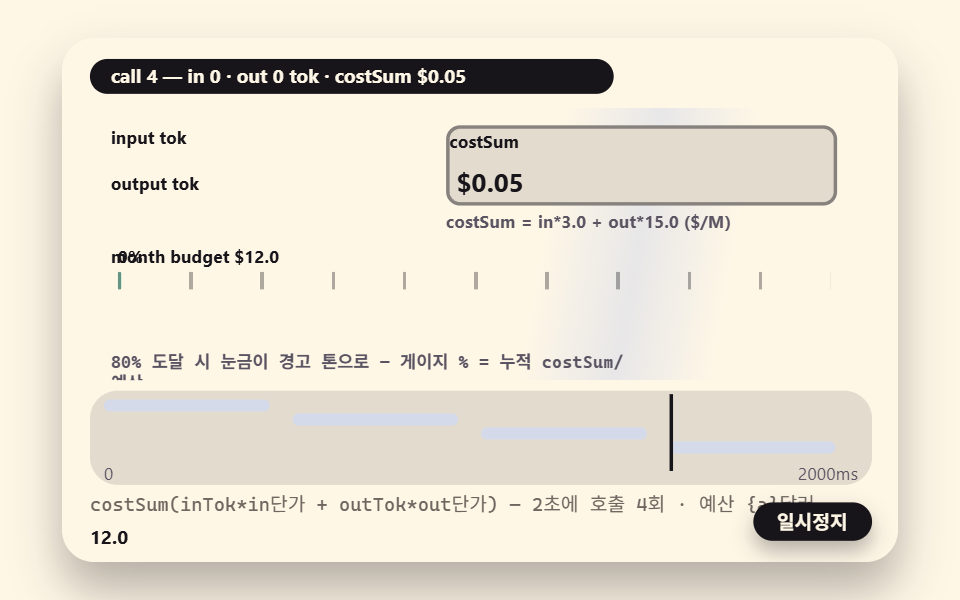 call 4 — in 0 · out 0 tok · costSum $0.05
input tok
costSum
output tok
$0.05
costSum = in*3.0 + out*15.0 ($/M)
month budget $12.0
0%
80% 도달 시 눈금이 경고 톤으로 — 게이지 % = 누적 costSum/
예산
0
2000ms
costSum(inTok*in단가 + outTok*out단가) — 2초에 호출 4회 · 예산 {a}달러
12.0
일시정지